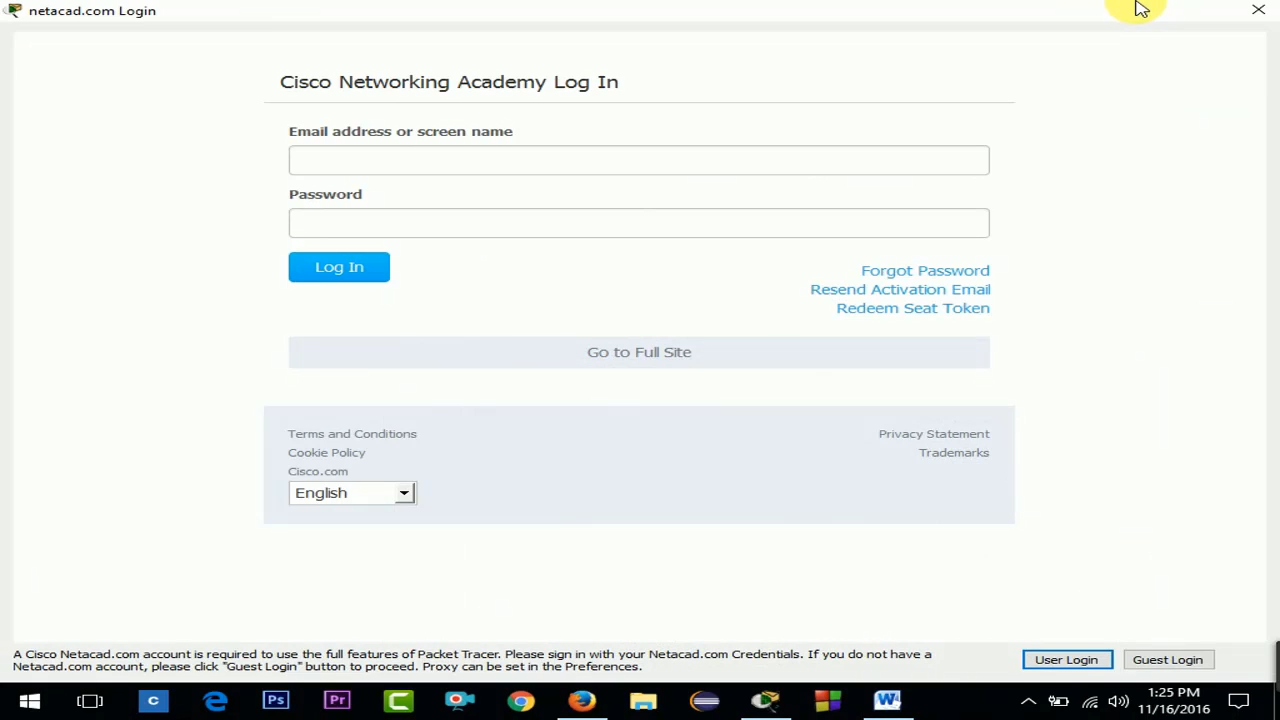 netacad.com Login
Cisco Networking Academy Log In
Email address or screen name
Password
Log In
Forgot Password
Resend Activation Email
Redeem Seat Token
Go to Full Site
Terms and Conditions
Privacy Statement
Cookie Policy
Trademarks
Cisco.com
English
A Cisco Netacad.com account is required to use the full features of Packet Tracer. Please sign in with your Netacad.com Credentials. If you do not have a
Netacad.com account, please click "Guest Login" button to proceed. Proxy can be set in the Preferences.
User Login
Guest Login
C
Ps
Pr
C
W
1:25 PM
11/16/2016